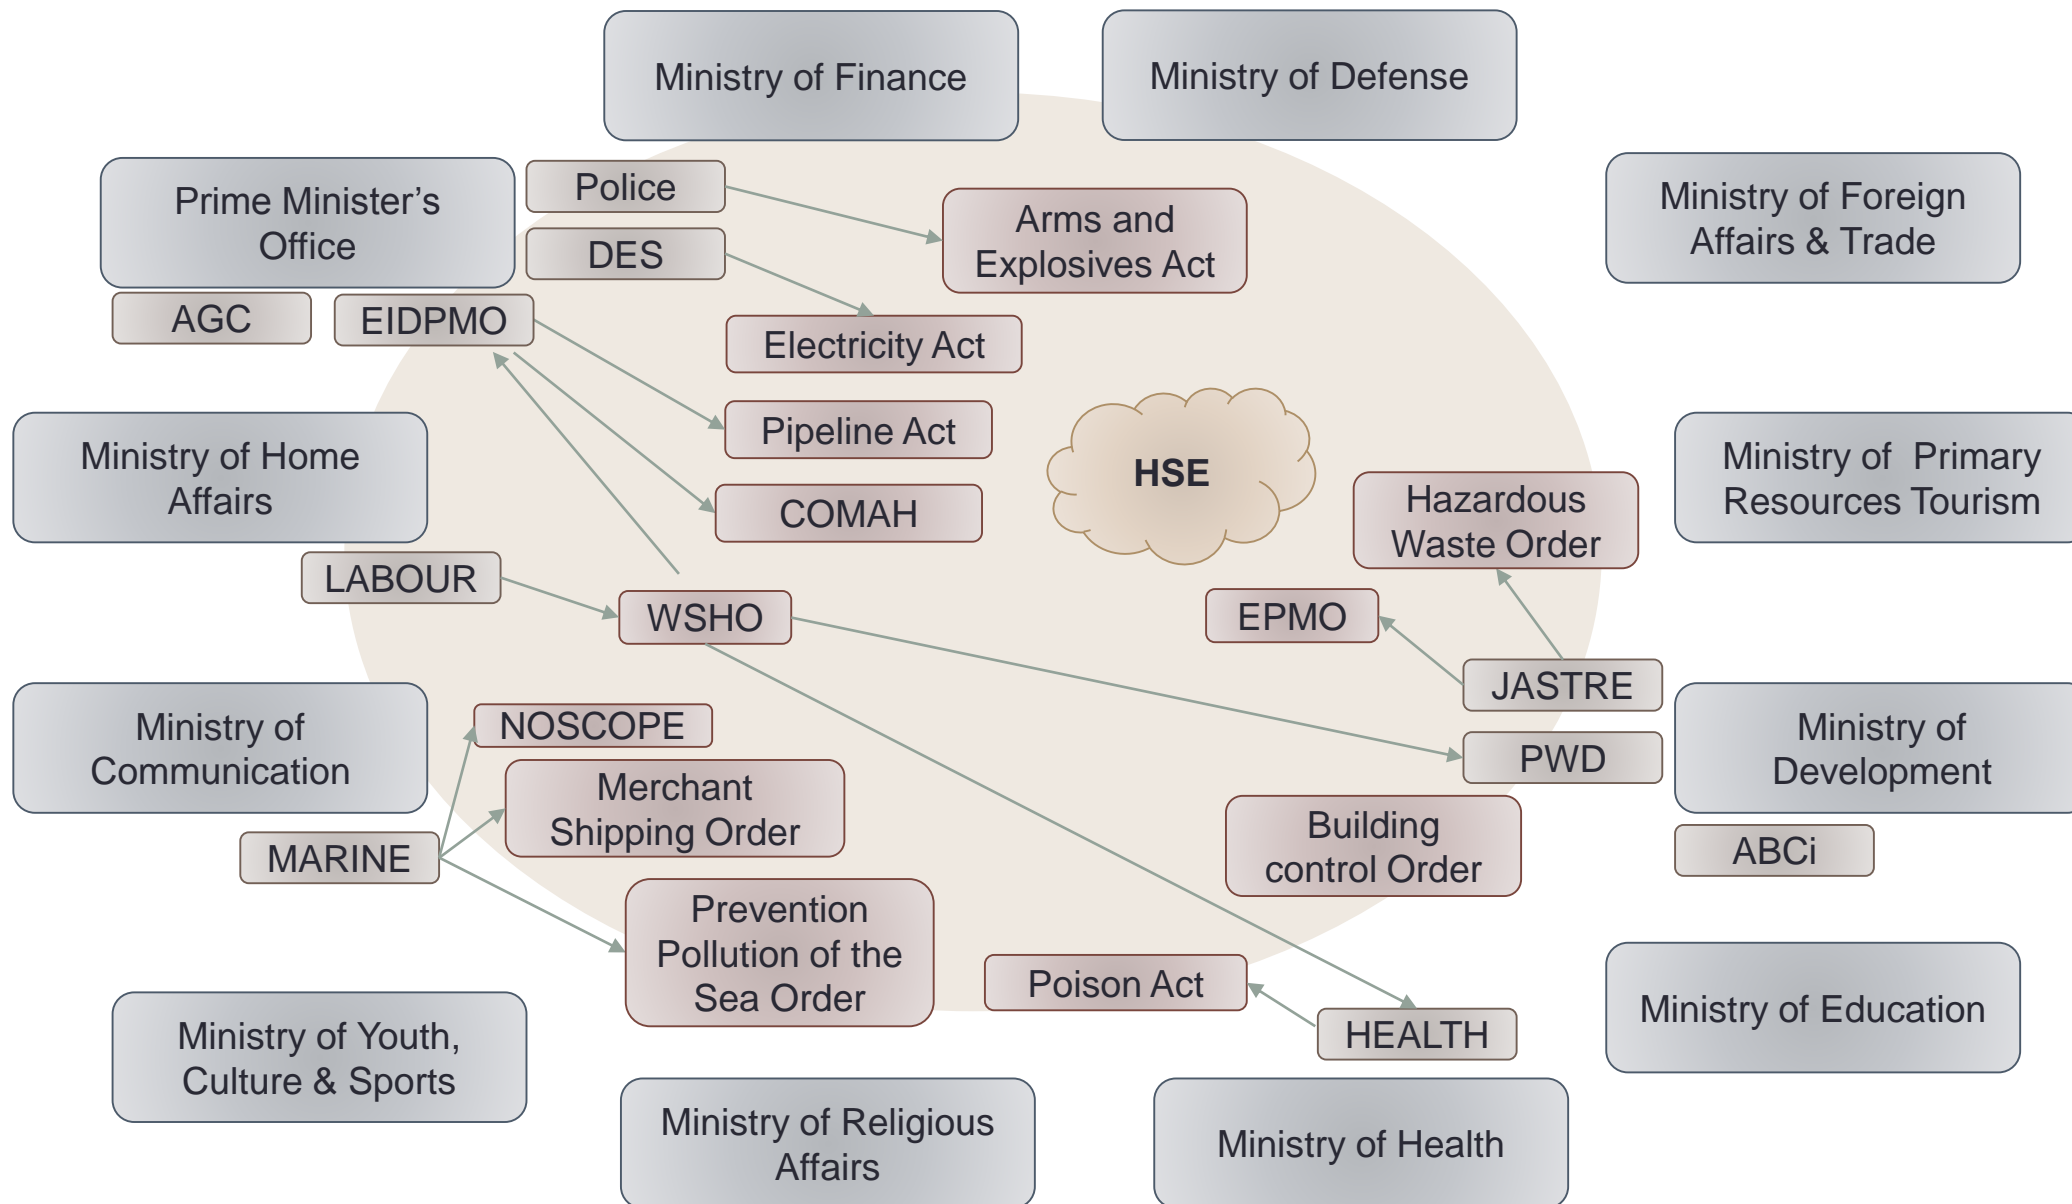 Ministry of Finance
Ministry of Defense
Prime Minister’s
Office
Police
DES
AGC
EIDPMO
Arms and
Explosives Act
Ministry of Foreign
Affairs & Trade
Electricity Act
Pipeline Act
COMAH
HSE
Ministry of Home
Affairs
LABOUR
WSHO
Hazardous
Waste Order
Ministry of  Primary
Resources Tourism
EPMO
JASTRE
PWD
Ministry of
Development
ABCi
Building
control Order
Ministry of
Communication
MARINE
NOSCOPE
Merchant
Shipping Order
Prevention
Pollution of the
Sea Order
Poison Act
HEALTH
Ministry of Education
Ministry of Youth,
Culture & Sports
Ministry of Religious
Affairs
Ministry of Health